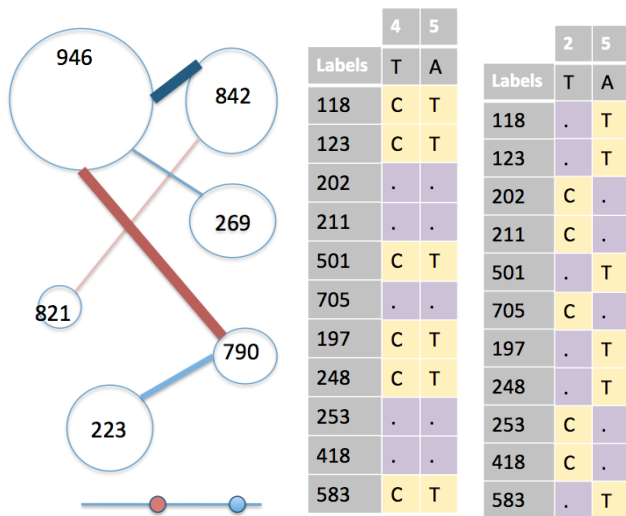 946
842
269
821
790
223
4 5
Labels T A
118 C T
123 C T
202 . .
211 . .
501 C T
705 . .
197 C T
248 C T
253 . .
418 . .
583 C T
2 5
Labels T A
118 . T
123 . T
202 C .
211 C .
501 . T
705 C .
197 . T
248 . T
253 C .
418 C .
583 . T